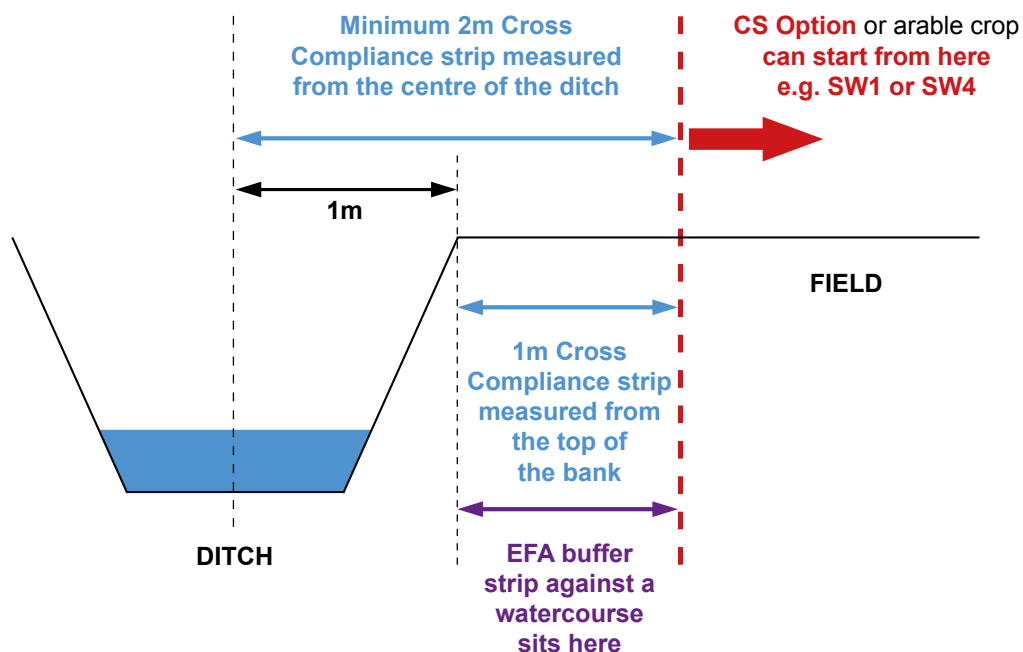 Minimum 2m Cross
Compliance strip measured
from the centre of the ditch
CS Option or arable crop
can start from here
e.g. SW1 or SW4
1m
FIELD
1m Cross
Compliance strip
measured from
the top of
the bank
DITCH
EFA buffer
strip against a
watercourse
sits here